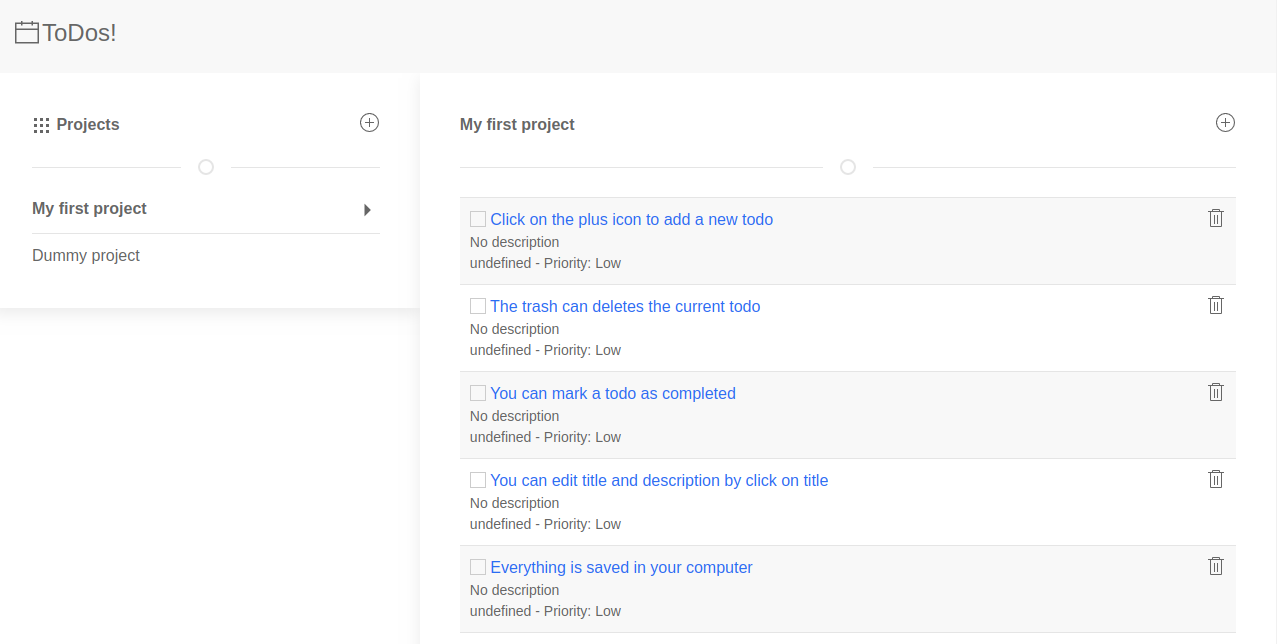 ToDos!
Projects
My first project
Dummy project
My first project
Click on the plus icon to add a new todo
No description
undefined - Priority: Low
The trash can deletes the current todo
No description
undefined - Priority: Low
You can mark a todo as completed
No description
undefined - Priority: Low
You can edit title and description by click on title
No description
undefined - Priority: Low
Everything is saved in your computer
No description
undefined - Priority: Low